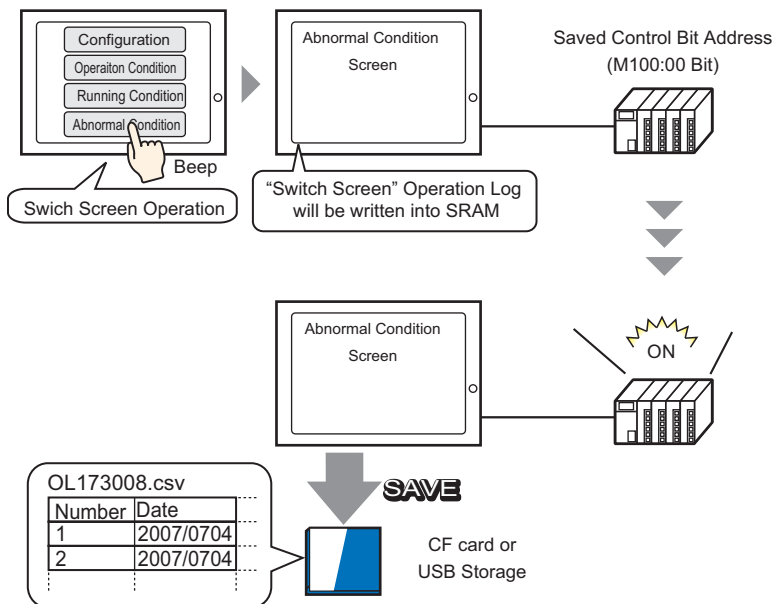 Configuration
Operaiton Condition
Running Condition
Abnormal Condition
Beep
Swich Screen Operation
Abnormal Condition
Screen
"Switch Screen" Operation Log
will be written into SRAM
Saved Control Bit Address
(M100:00 Bit)
Abnormal Condition
Screen
ON
SAVE
OL173008.csv
Number Date
1 2007/0704
2 2007/0704
CF card or
USB Storage